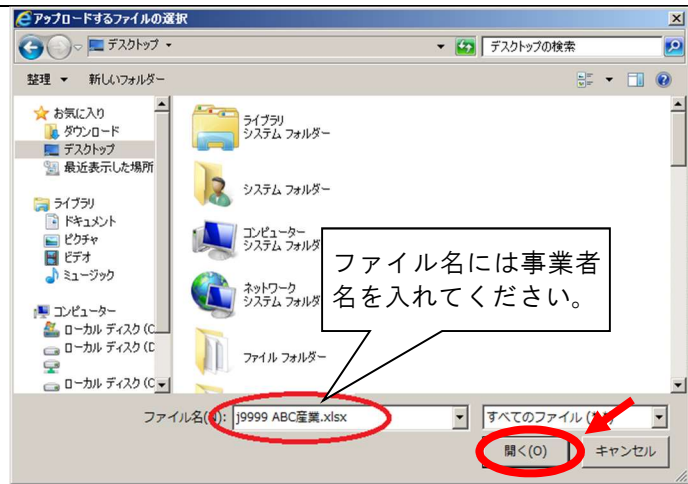 アップロードするファイルの選択
デスクトップ
デスクトップの検索
整理
新しいフォルダー
お気に入り
ダウンロード
デスクトップ
最近表示した場所
ライブラリ
ドキュメント
ピクチャ
ビデオ
ミュージック
コンピューター
ローカル ディスク (C
ローカル ディスク (D
ローカル ディスク (C
ライブラリ
システム フォルダー
システム フォルダー
コンピューター
システム フォルダ
ネットワーク
システム フォルダ
ファイル フォルダー
ファイル名には事業者
名を入れてください。
ファイル名(N):
j9999 ABC産業.xlsx
すべてのファイル
開く(O)
キャンセル